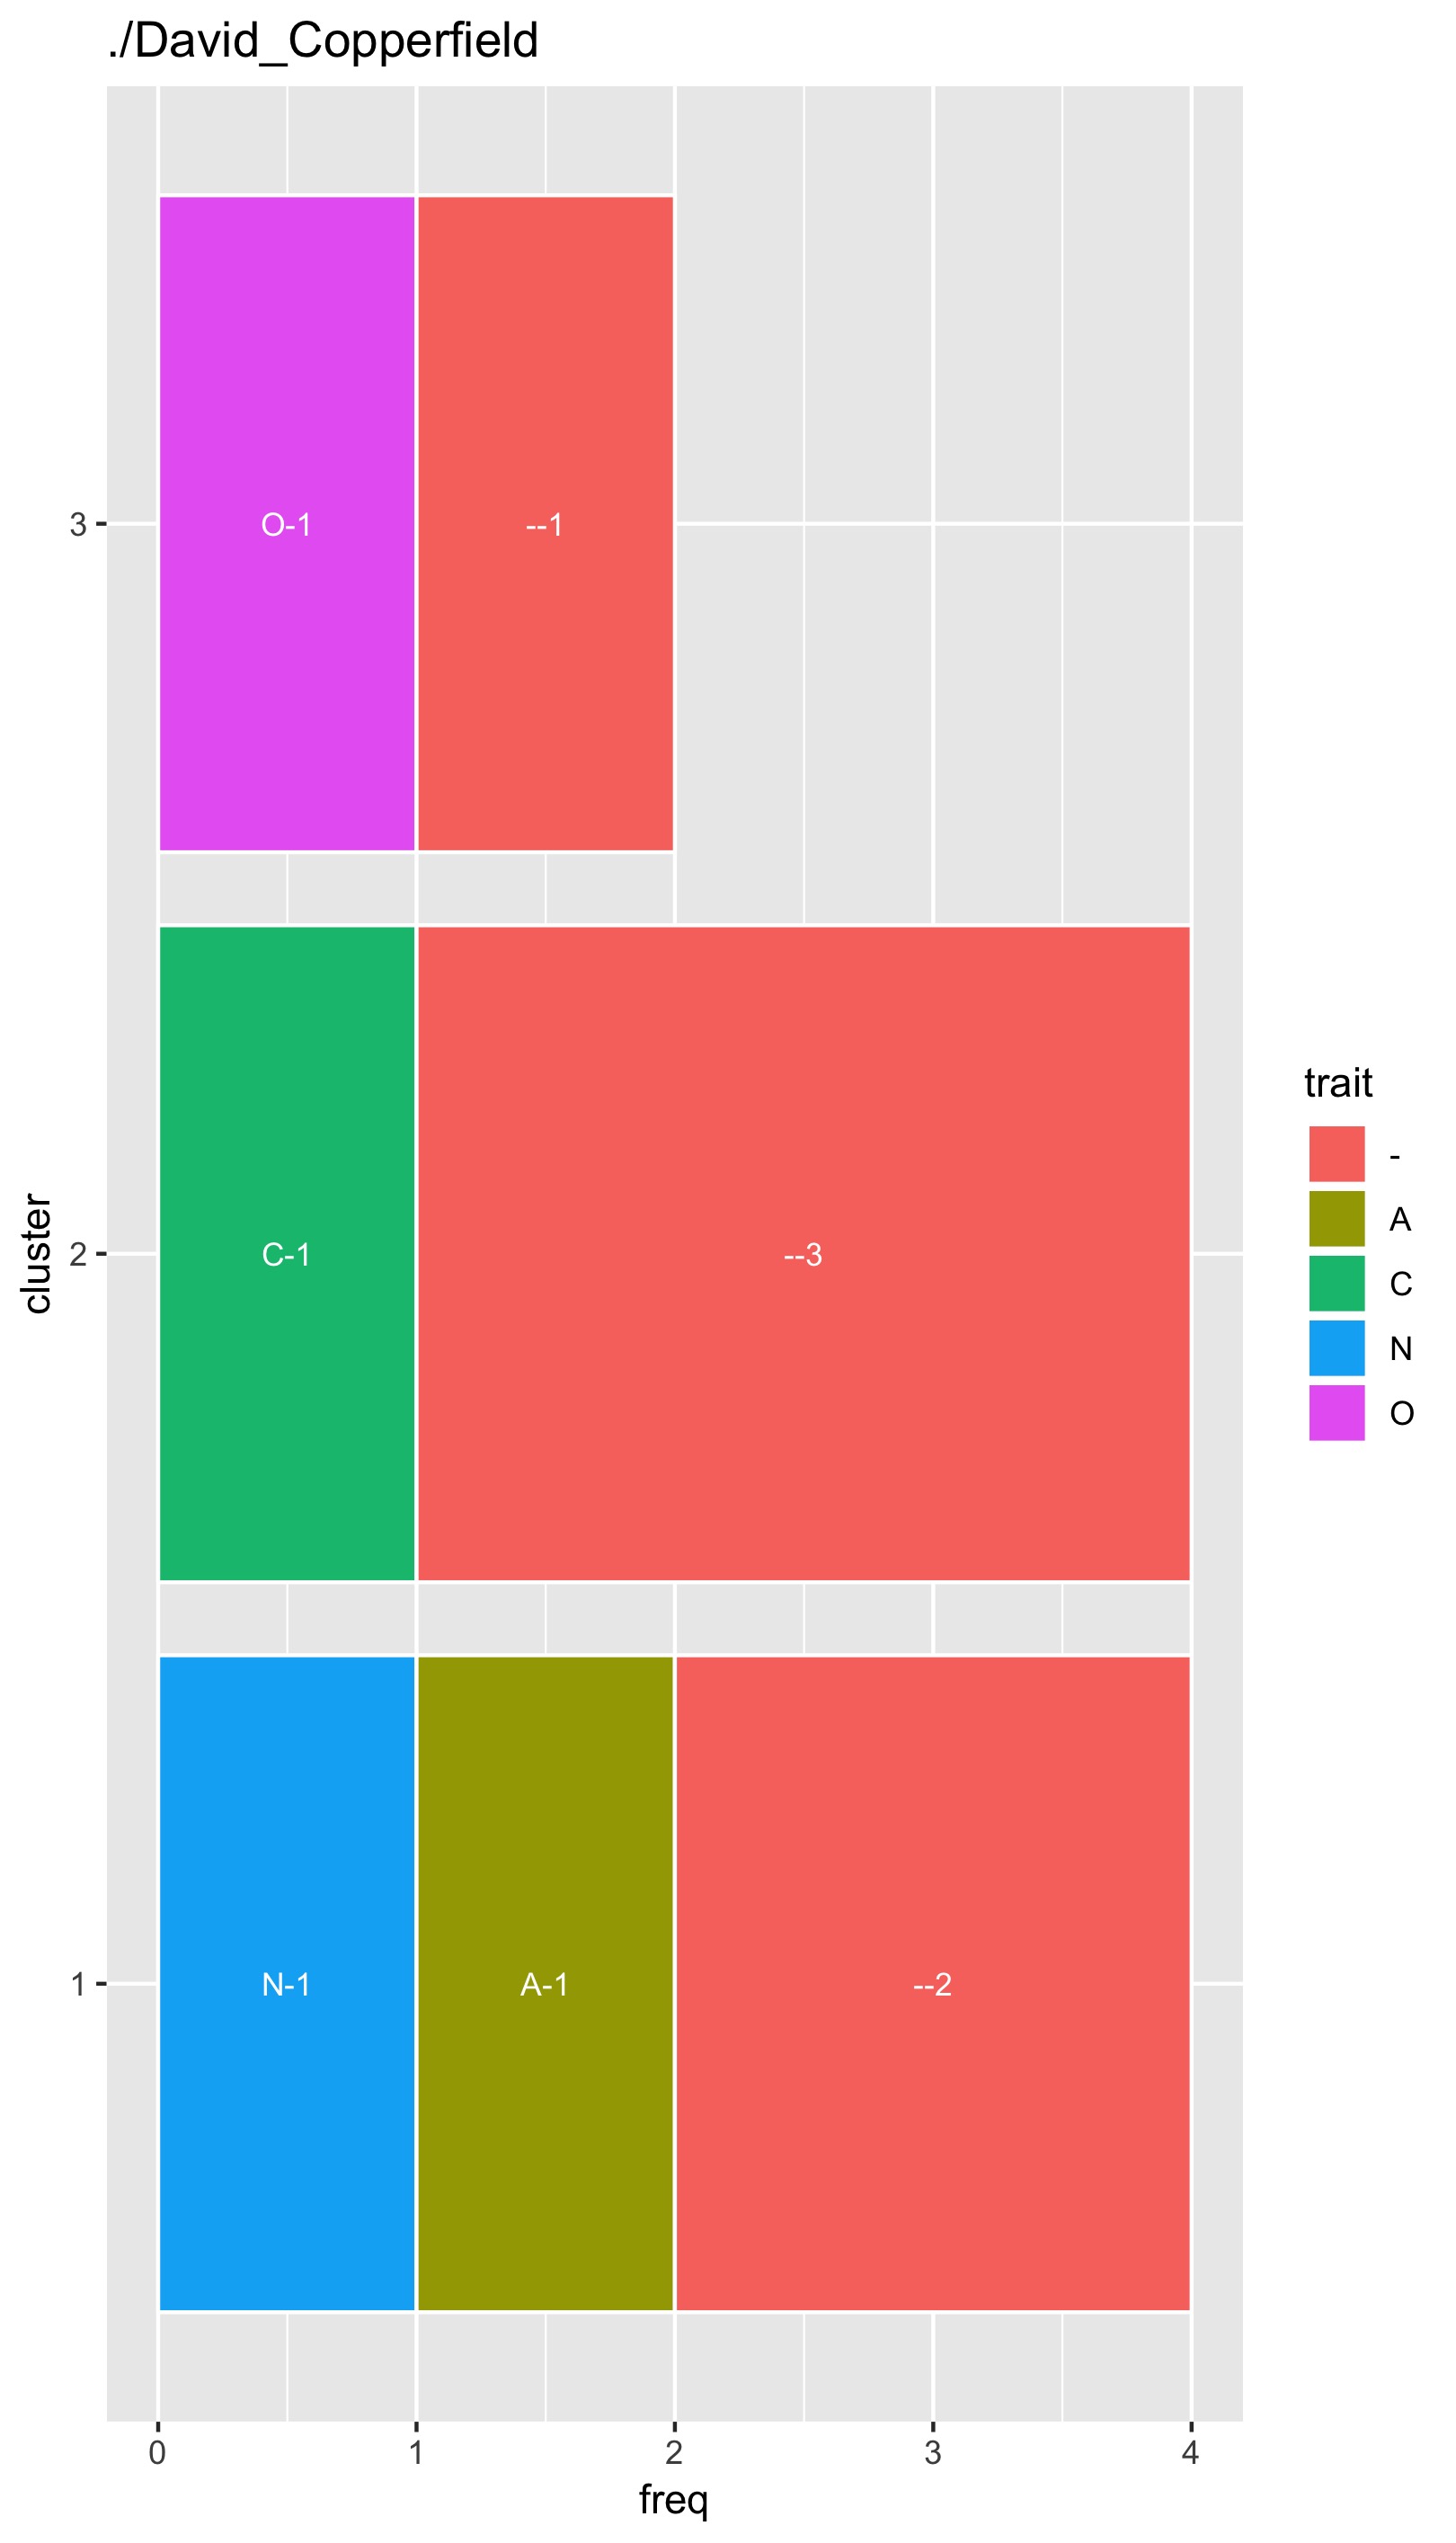 ./David_Copperfield
3
O-1
--1
cluster
2
C-1
--3
1
N-1
A-1
--2
0
1
2
3
4
freq
trait
-
A
C
N
O